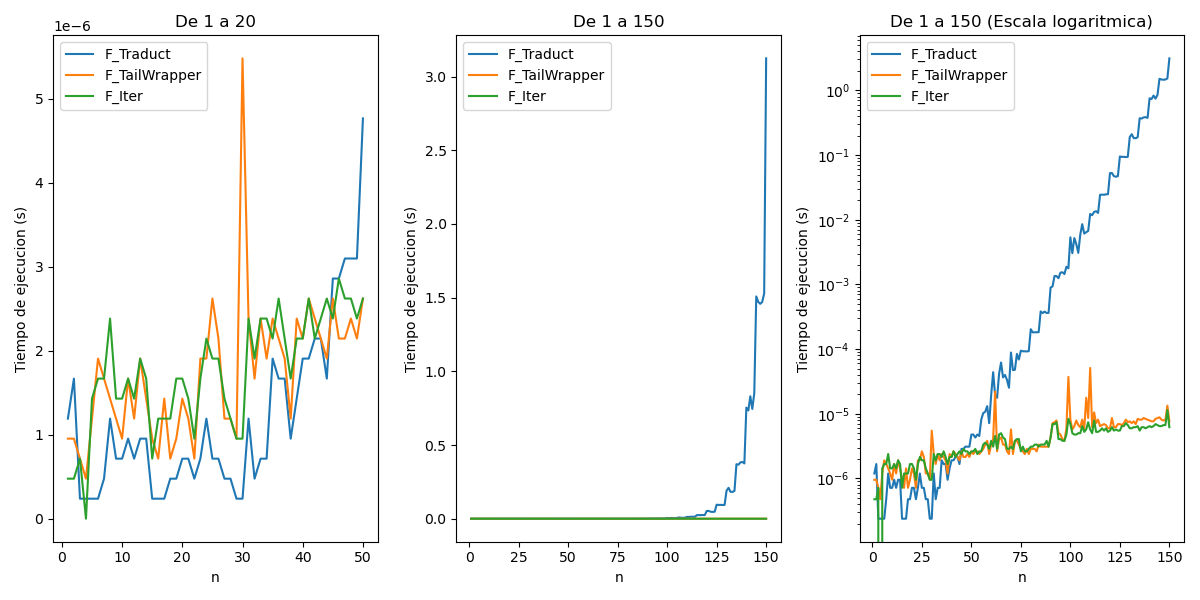 De 1 a 20
1e−6
F_Traduct
F_TailWrapper
F_Iter
Tiempo de ejecucion (s)
5
4
3
2
1
0
0 10 20 30 40 50
n
De 1 a 150
F_Traduct
F_TailWrapper
F_Iter
Tiempo de ejecucion (s)
3.0
2.5
2.0
1.5
1.0
0.5
0.0
0 25 50 75 100 125 150
n
De 1 a 150 (Escala logaritmica)
F_Traduct
F_TailWrapper
F_Iter
Tiempo de ejecucion (s)
10⁰
10⁻¹
10⁻²
10⁻³
10⁻⁴
10⁻⁵
10⁻⁶
0 25 50 75 100 125 150
n